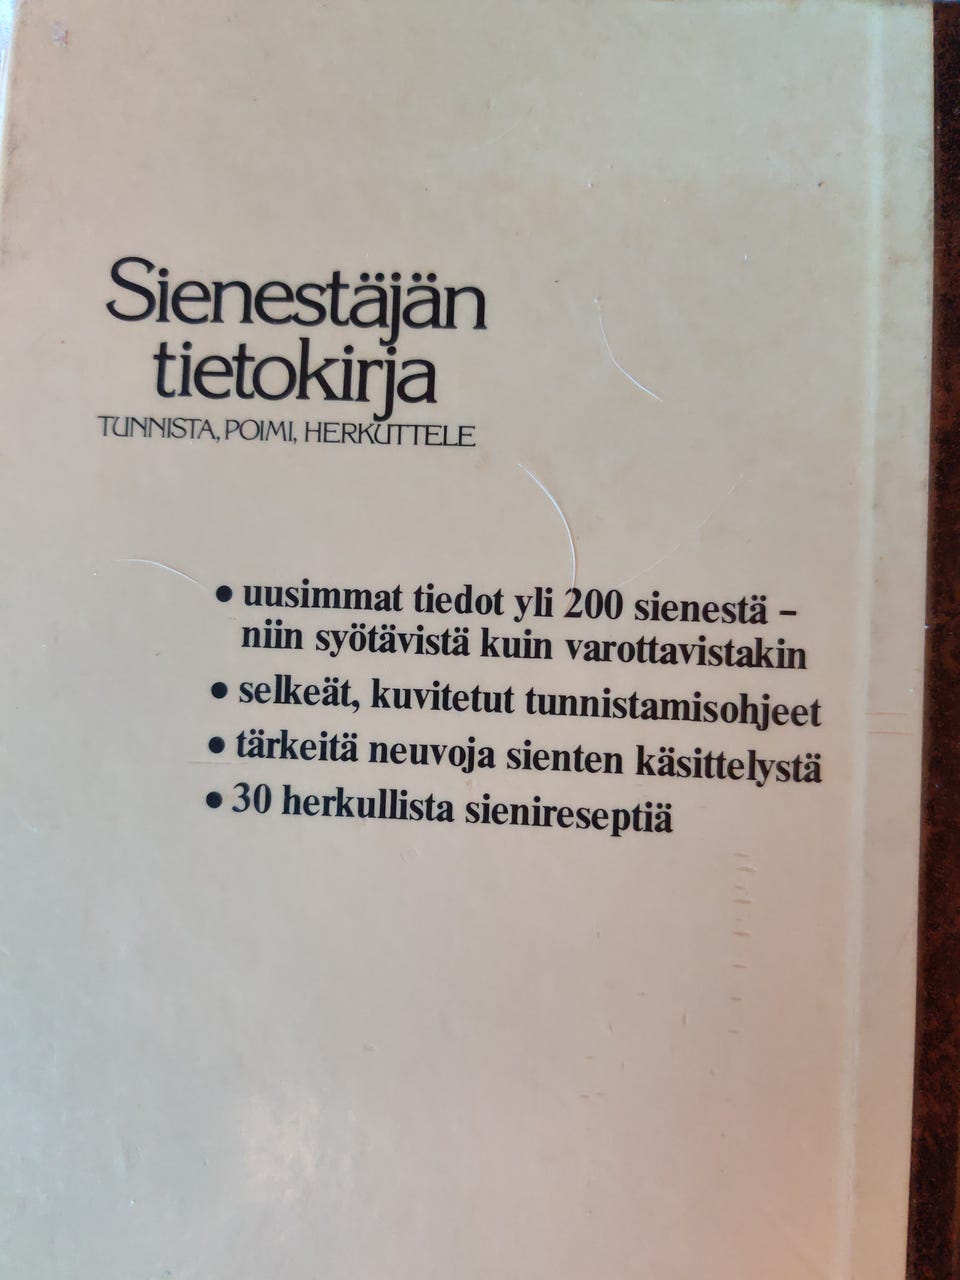 Sienestäjän
tietokirja
TUNNISTA, POIMI, HERKUTTELE
• uusimmat tiedot yli 200 sienestä –
niin syötävistä kuin varottavistakin
• selkeät, kuvitetut tunnistamisohjeet
• tärkeitä neuvoja sienten käsittelystä
• 30 herkullista sienireseptiä